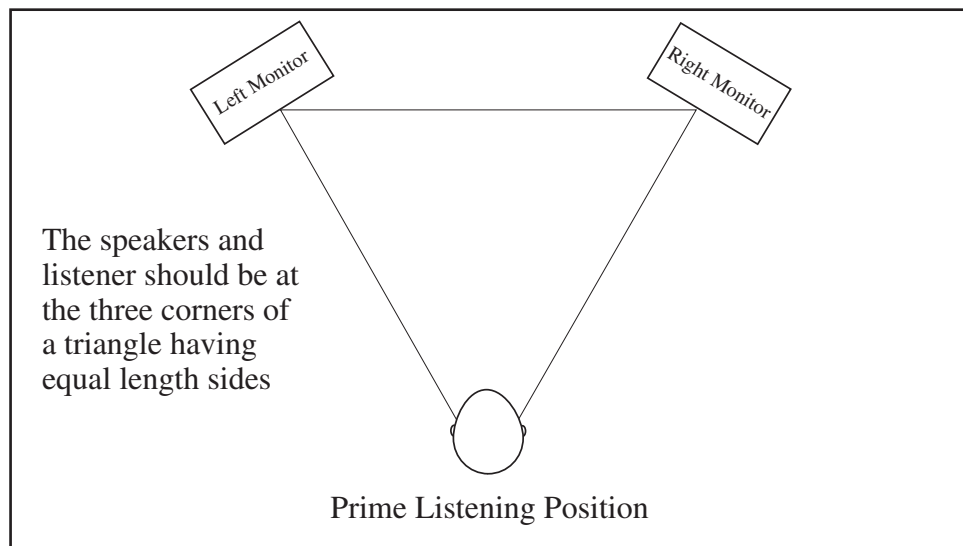 Left Monitor
Right Monitor
The speakers and
listener should be at
the three corners of
a triangle having
equal length sides
Prime Listening Position